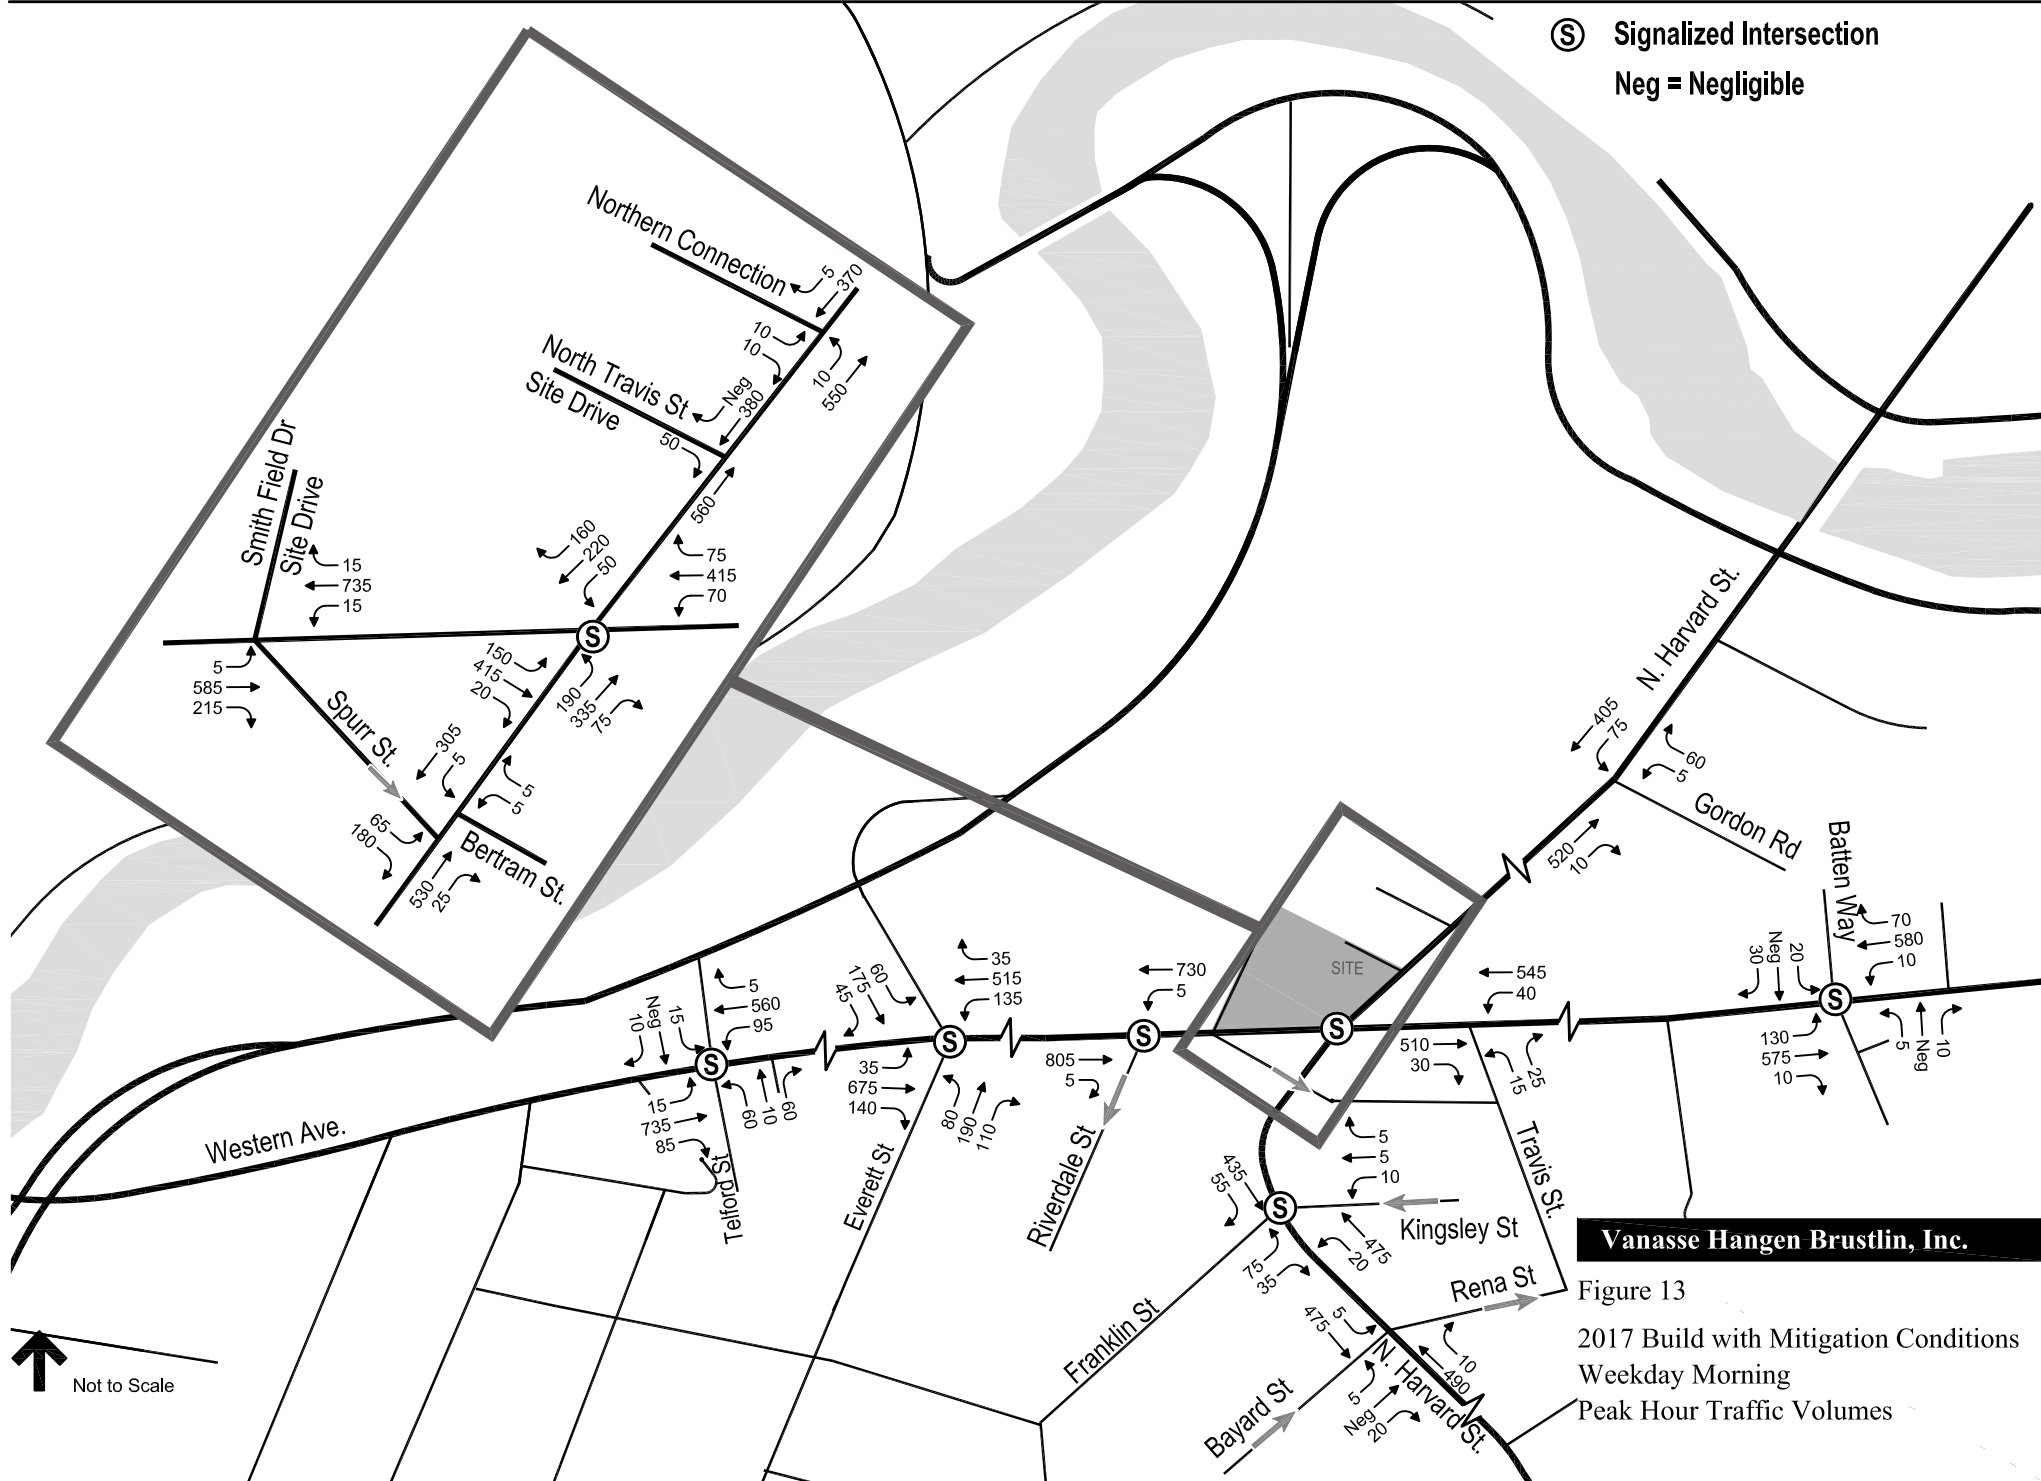 S Signalized Intersection
Neg = Negligible
Northern Connection
5
370
10
10
10
550
North Travis St
Site Drive
Neg
380
50
560
Smith Field Dr
Site Drive
15
735
15
160
220
50
75
415
70
S
5
585
215
150
415
20
190
335
75
Spurr St.
305
5
5
5
65
180
530
25
Bertram St.
N. Harvard St.
405
75
60
5
Gordon Rd
520
10
Batten Way
70
580
10
20
Neg
30
S
130
575
10
5
Neg
10
SITE
S
545
40
510
30
15
25
Travis St.
730
5
S
805
5
Riverdale St
35
515
135
60
175
45
S
35
675
140
80
190
110
Everett St
5
560
95
15
Neg
10
S
15
735
85
60
10
60
Telford St
Western Ave.
5
5
10
435
55
S
Kingsley St
475
20
75
35
Franklin St
Rena St
5
475
10
490
N. Harvard St.
5
Neg
20
Bayard St
Not to Scale
Vanasse Hangen Brustlin, Inc.
Figure 13
2017 Build with Mitigation Conditions
Weekday Morning
Peak Hour Traffic Volumes